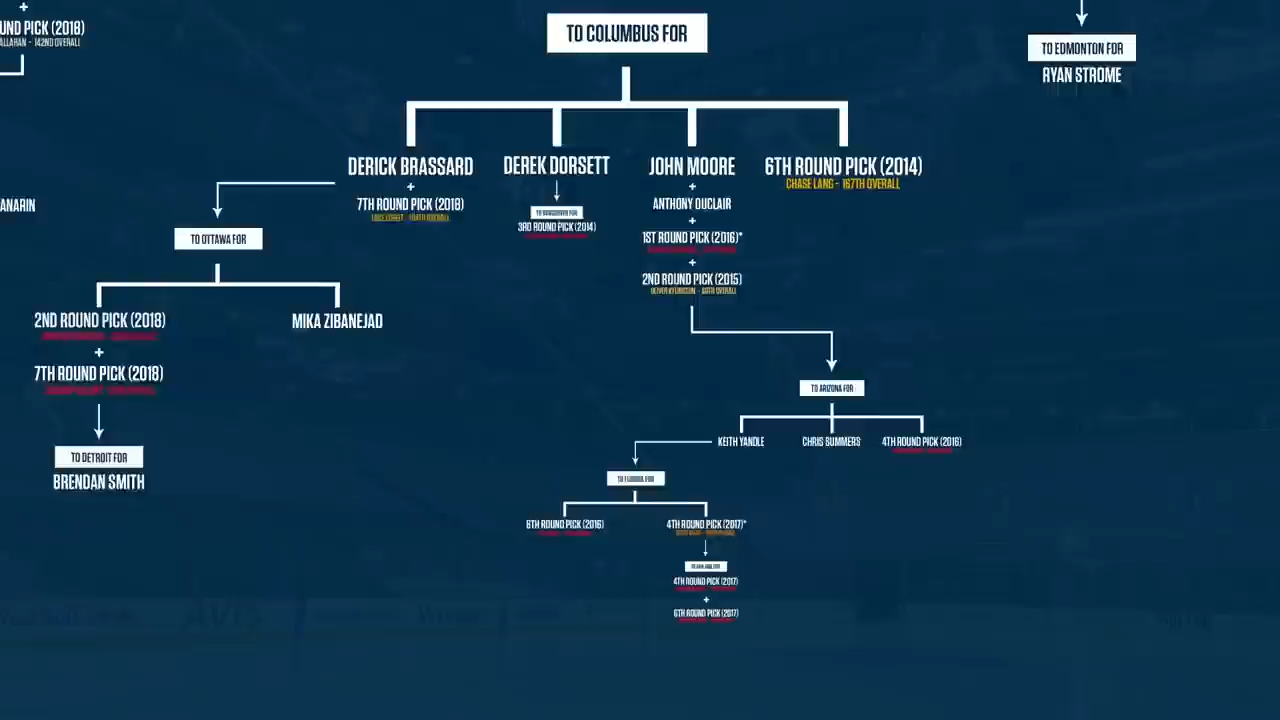 +
UND PICK (2018)
ALLAHAN - 142ND OVERALL
TO COLUMBUS FOR
TO EDMONTON FOR
RYAN STROME
DERICK BRASSARD
+
7TH ROUND PICK (2018)
DEREK DORSETT
JOHN MOORE
+
ANTHONY DUCLAIR
+
1ST ROUND PICK (2016)*
+
2ND ROUND PICK (2015)
6TH ROUND PICK (2014)
CHASE LANG - 167TH OVERALL
ANARIN
3RD ROUND PICK (2014)
TO OTTAWA FOR
2ND ROUND PICK (2018)
+
7TH ROUND PICK (2018)
MIKA ZIBANEJAD
TO DETROIT FOR
BRENDAN SMITH
TO ARIZONA FOR
KEITH YANDLE
CHRIS SUMMERS
4TH ROUND PICK (2016)
TO FLORIDA FOR
6TH ROUND PICK (2016)
4TH ROUND PICK (2017)*
4TH ROUND PICK (2017)
+
6TH ROUND PICK (2017)